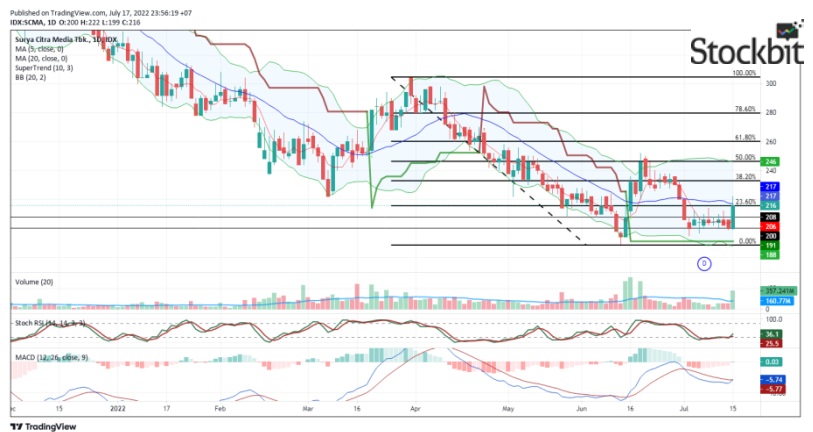 Published on TradingView.com, July 17, 2022 23:56:19 +07
IDX:SCMA, 1D O:200 H:222 L:199 C:216
Stockbit
Surya Citra Media Tbk., 1D, IDX
MA (5, close, 0)
MA (20, close, 0)
SuperTrend (10, 3)
BB (20, 2)
100.00%
300
78.60%
280
61.80%
260
50.00%
246
240
38.20%
217
217
23.60%
216
208
206
200
0.00%
191
188
D
Volume (20)
357.241M
160.77M
0
Stoch RSI (14, 14, 3, 3)
100.0
36.1
25.5
MACD (12, 26, close, 9)
0.03
-5.74
-5.77
15
2022
17
Feb
Mar
16
Apr
May
Jun
16
Jul
15
TradingView